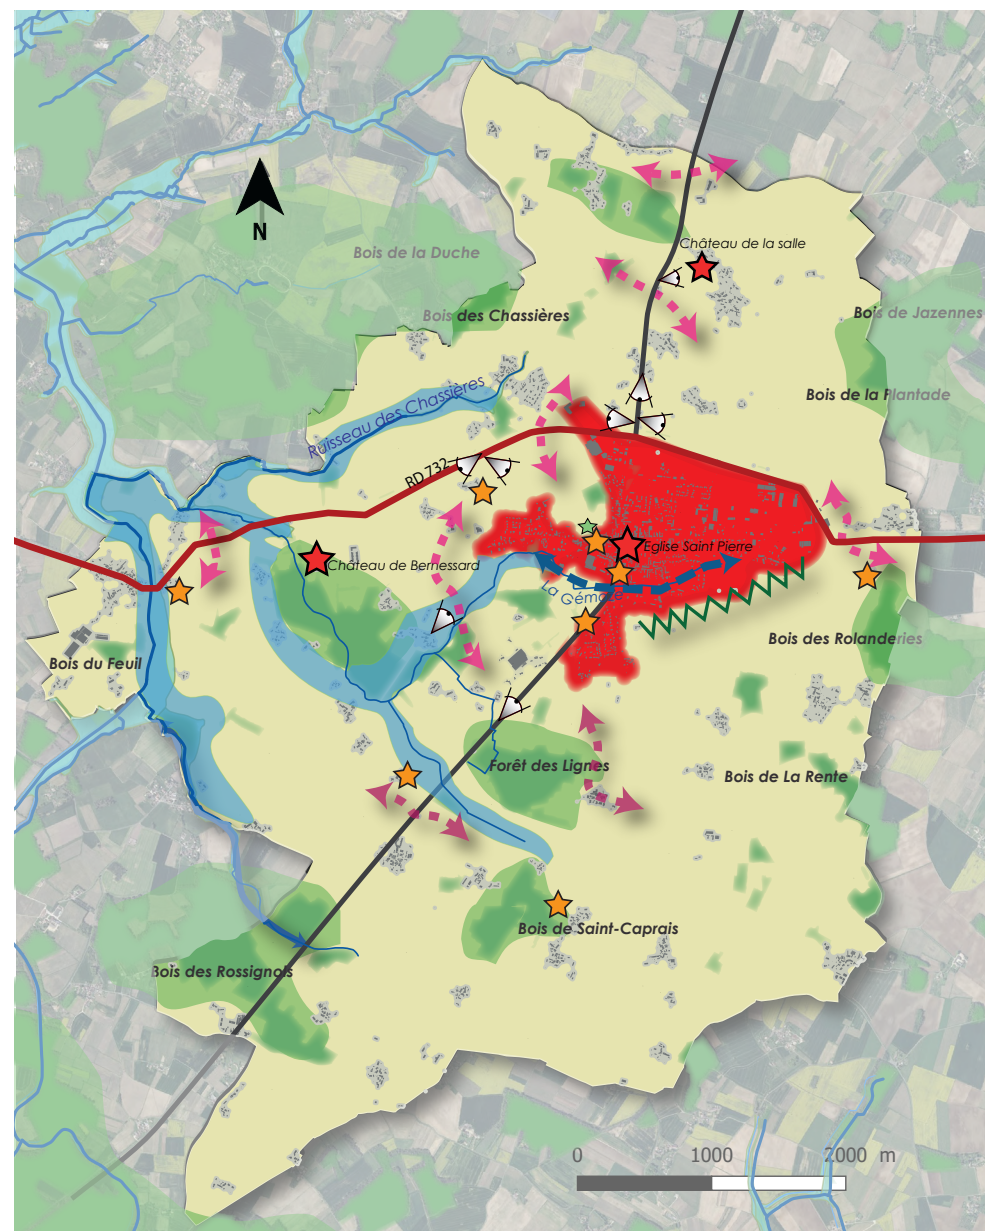 N
Bois de la Duche
Château de la salle
Bois des Chassières
Bois de Jazennes
Ruisseau des Chassières
Bois de la Plantade
RD 732
Eglise Saint Pierre
Château de Bernessard
La Gémoze
Bois des Rolanderies
Bois du Feuil
Forêt des Lignes
Bois de La Rente
Bois de Saint-Caprais
Bois des Rossignols
0 1000 2000 m